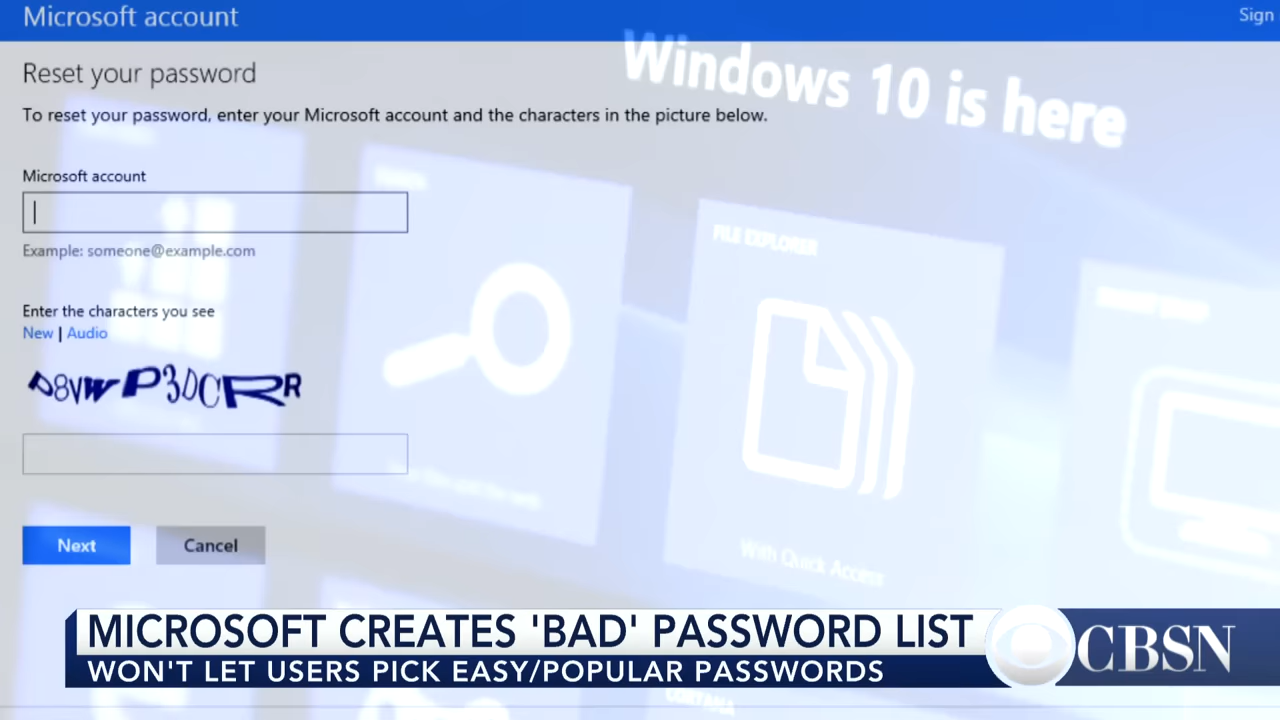 Microsoft account
Sign
Reset your password
Windows 10 is here
To reset your password, enter your Microsoft account and the characters in the picture below.
Microsoft account
FILE EXPLORER
Example: someone@example.com
Enter the characters you see
New | Audio
D8VWP3DCRR
With Quick Access
Next
Cancel
MICROSOFT CREATES 'BAD' PASSWORD LIST
WON'T LET USERS PICK EASY/POPULAR PASSWORDS
CBSN
CORTANA